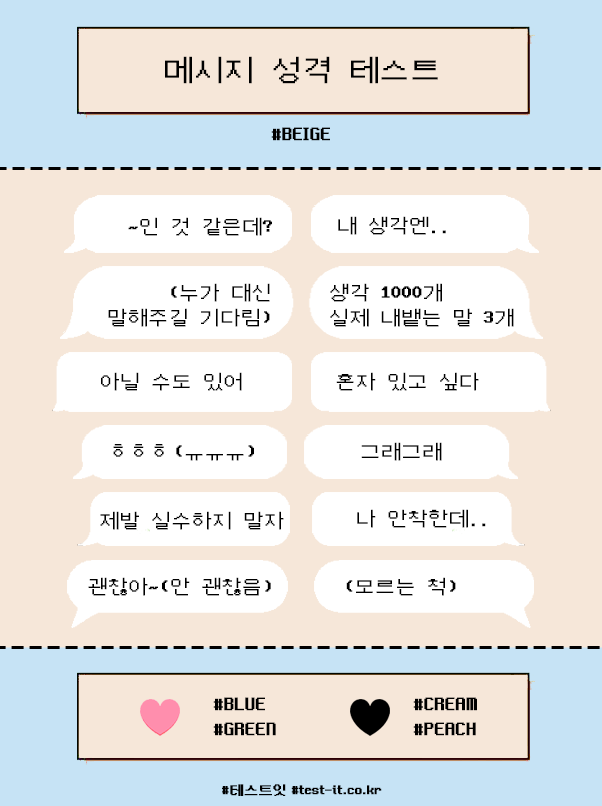 메시지 성격 테스트
#BEIGE
~인 것 같은데?
내 생각엔..
(누가 대신
말해주길 기다림)
생각 1000개
실제 내뱉는 말 3개
아닐 수도 있어
혼자 있고 싶다
ㅎㅎㅎ(ㅠㅠㅠ)
그래그래
제발 실수하지 말자
나 안착한데..
괜찮아~(안 괜찮음)
(모르는 척)
#BLUE
#GREEN
#CREAM
#PEACH
#테스트잇 #test-it.co.kr